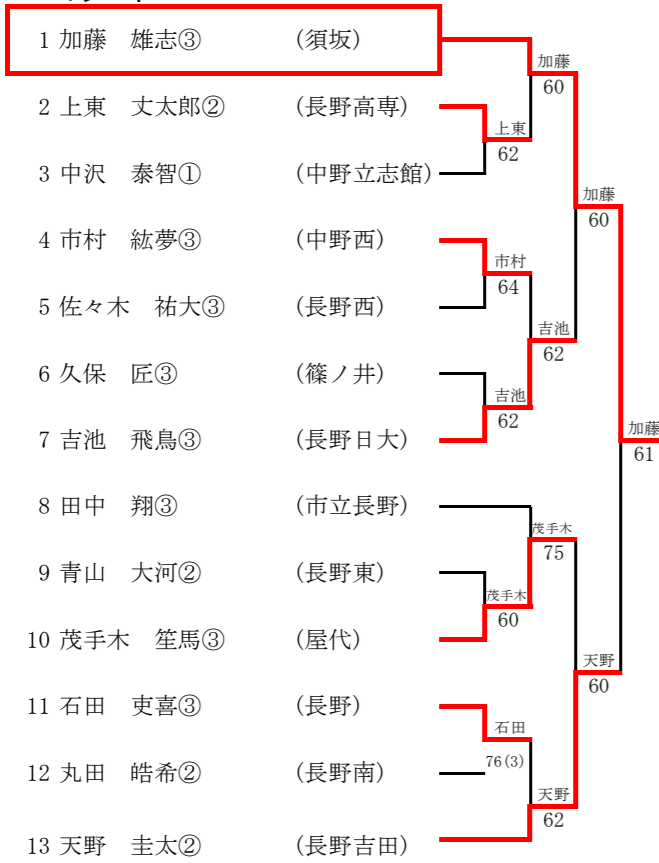 1 加藤　雄志③ (須坂)
2 上東　丈太郎② (長野高専)
3 中沢　泰智① (中野立志館)
4 市村　紘夢③ (中野西)
5 佐々木　祐大③ (長野西)
6 久保　匠③ (篠ノ井)
7 吉池　飛鳥③ (長野日大)
8 田中　翔③ (市立長野)
9 青山　大河② (長野東)
10 茂手木　笙馬③ (屋代)
11 石田　吏喜③ (長野)
12 丸田　皓希② (長野南)
13 天野　圭太② (長野吉田)
上東
62
市村
64
吉池
62
茂手木
60
石田
76(3)
加藤
60
吉池
62
茂手木
75
天野
62
加藤
60
天野
60
加藤
61